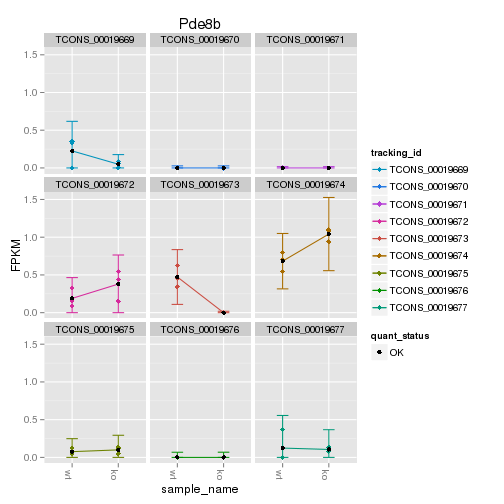 Pde8b
TCONS_00019669 TCONS_00019670 TCONS_00019671
1.5
1.0
0.5
0.0
TCONS_00019672 TCONS_00019673 TCONS_00019674
1.5
1.0
0.5
0.0
TCONS_00019675 TCONS_00019676 TCONS_00019677
1.5
1.0
0.5
0.0
wt ko wt ko wt ko
FPKM
sample_name
tracking_id
TCONS_00019669
TCONS_00019670
TCONS_00019671
TCONS_00019672
TCONS_00019673
TCONS_00019674
TCONS_00019675
TCONS_00019676
TCONS_00019677
quant_status
OK